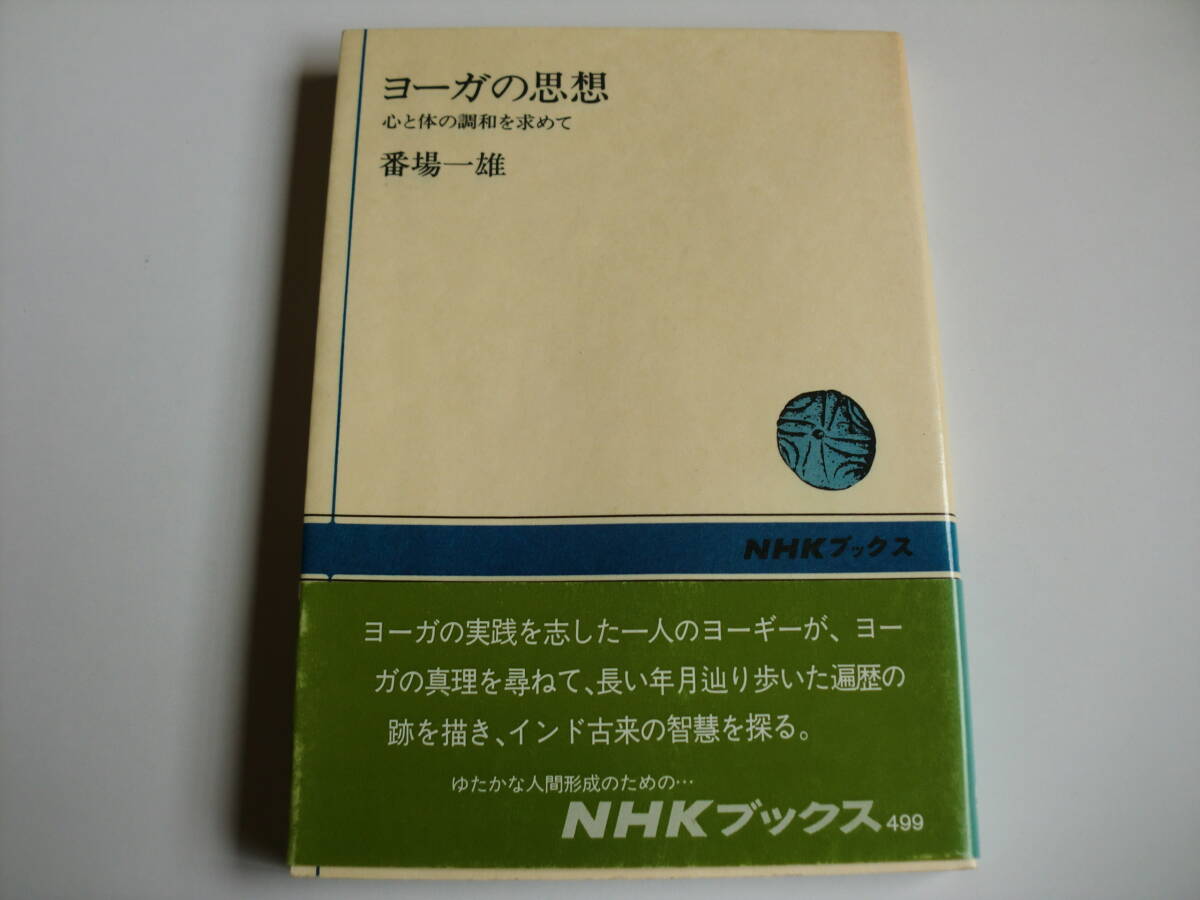 ヨーガの思想
心と体の調和を求めて
番場一雄
NHKブックス
ヨーガの実践を志した一人のヨーギーが、ヨー
ガの真理を尋ねて、長い年月辿り歩いた遍歴の
跡を描き、インド古来の智慧を探る。
ゆたかな人間形成のための…
NHKブックス499